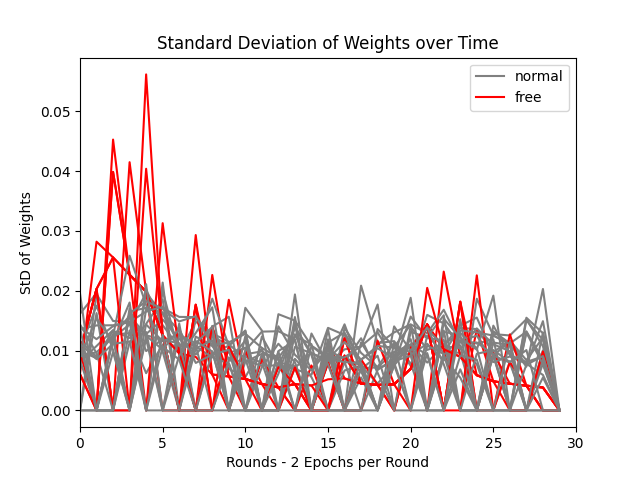 Standard Deviation of Weights over Time
normal
free
StD of Weights
0.05
0.04
0.03
0.02
0.01
0.00
0 5 10 15 20 25 30
Rounds - 2 Epochs per Round